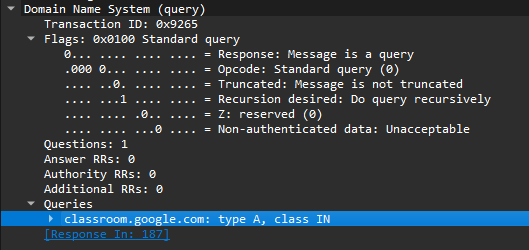 Domain Name System (query)
Transaction ID: 0x9265
Flags: 0x0100 Standard query
0... .... .... .... = Response: Message is a query
.000 0... .... .... = Opcode: Standard query (0)
.... ..0. .... .... = Truncated: Message is not truncated
.... ...1 .... .... = Recursion desired: Do query recursively
.... .... .0.. .... = Z: reserved (0)
.... .... ...0 .... = Non-authenticated data: Unacceptable
Questions: 1
Answer RRs: 0
Authority RRs: 0
Additional RRs: 0
Queries
classroom.google.com: type A, class IN
[Response In: 187]